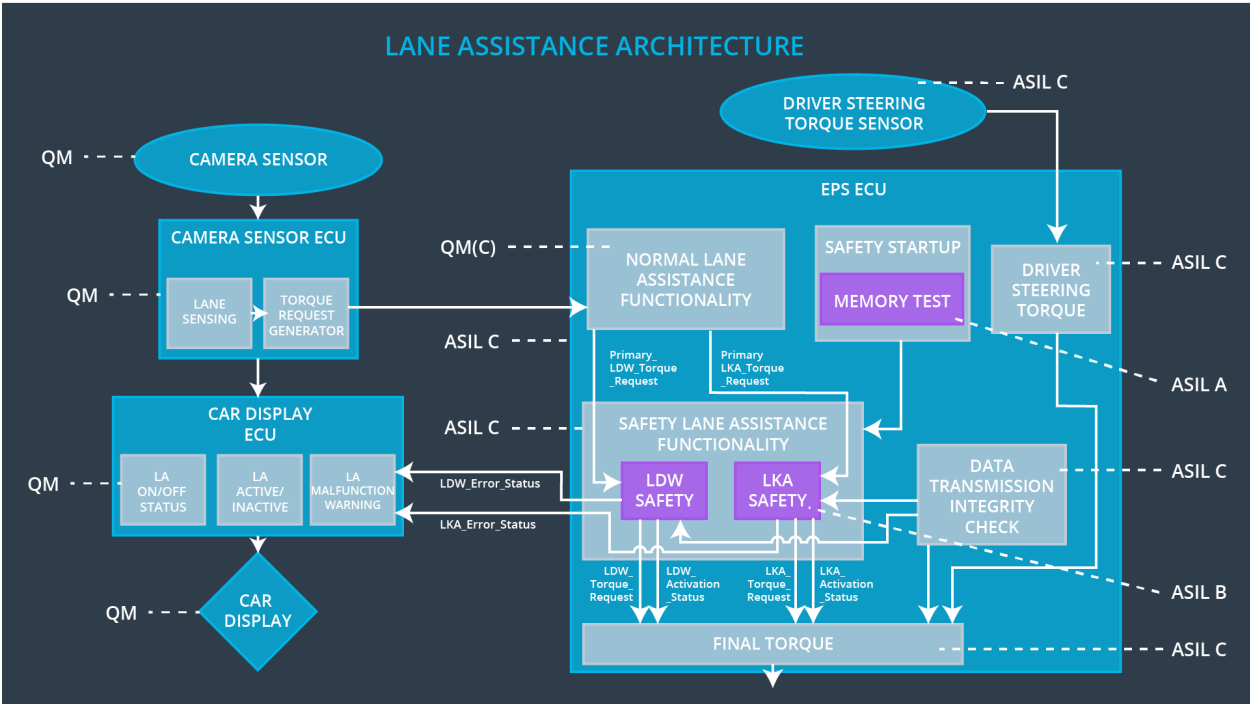 LANE ASSISTANCE ARCHITECTURE
ASIL C
DRIVER STEERING
TORQUE SENSOR
QM
CAMERA SENSOR
EPS ECU
CAMERA SENSOR ECU
QM(C)
NORMAL LANE
ASSISTANCE
FUNCTIONALITY
SAFETY STARTUP
MEMORY TEST
DRIVER
STEERING
TORQUE
ASIL C
QM
LANE
SENSING
TORQUE
REQUEST
GENERATOR
ASIL C
Primary_
LDW_Torque
_Request
Primary
LKA_Torque
_Request
ASIL A
CAR DISPLAY
ECU
ASIL C
SAFETY LANE ASSISTANCE
FUNCTIONALITY
QM
LA
ON/OFF
STATUS
LA
ACTIVE/
INACTIVE
LA
MALFUNCTION
WARNING
LDW_Error_Status
LKA_Error_Status
LDW
SAFETY
LKA
SAFETY
DATA
TRANSMISSION
INTEGRITY
CHECK
ASIL C
LDW_
Torque_
Request
LDW_
Activation
_Status
LKA_
Torque_
Request
LKA_
Activation
_Status
ASIL B
QM
CAR
DISPLAY
FINAL TORQUE
ASIL C